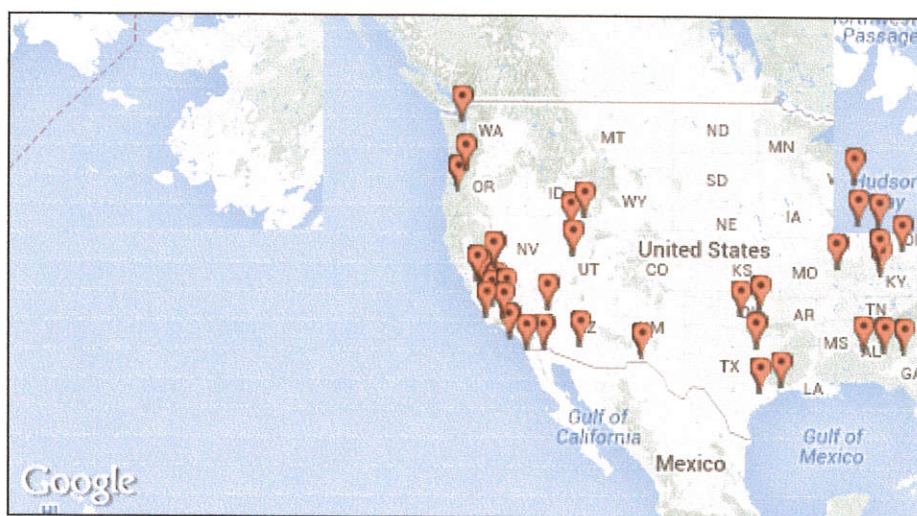 Passage
WA
MT
ND
MN
OR
ID
WY
SD
Hudson
NE
IA
NV
United States
UT
CO
KS
MO
KY
AR
TN
MS
AL
TX
LA
GA
Gulf of
California
Gulf of
Mexico
Mexico
Google